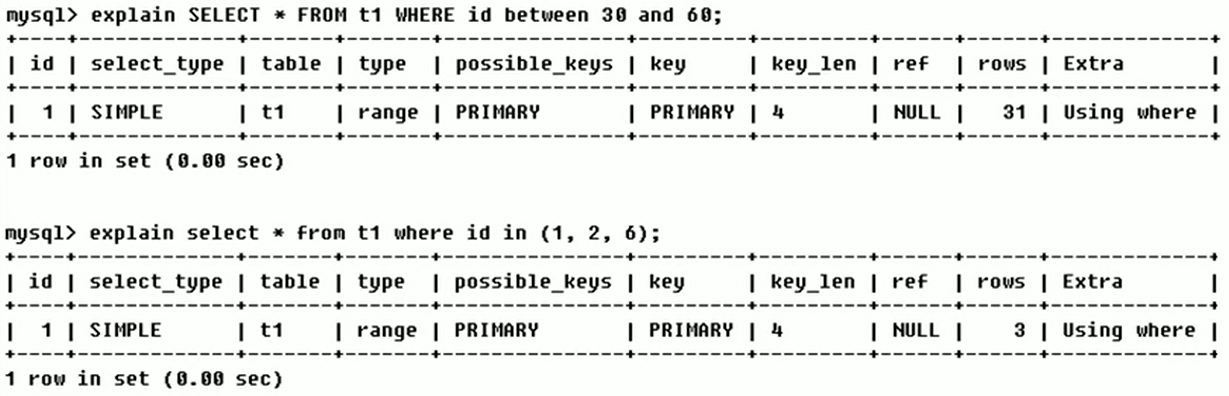 mysql> explain SELECT * FROM t1 WHERE id between 30 and 60;
+----+-------------+-------+-------+---------------+---------+---------+------+------+-------------+
| id | select_type | table | type  | possible_keys | key     | key_len | ref  | rows | Extra       |
+----+-------------+-------+-------+---------------+---------+---------+------+------+-------------+
|  1 | SIMPLE      | t1    | range | PRIMARY       | PRIMARY | 4       | NULL |   31 | Using where |
+----+-------------+-------+-------+---------------+---------+---------+------+------+-------------+
1 row in set (0.00 sec)
mysql> explain select * from t1 where id in (1, 2, 6);
+----+-------------+-------+-------+---------------+---------+---------+------+------+-------------+
| id | select_type | table | type  | possible_keys | key     | key_len | ref  | rows | Extra       |
+----+-------------+-------+-------+---------------+---------+---------+------+------+-------------+
|  1 | SIMPLE      | t1    | range | PRIMARY       | PRIMARY | 4       | NULL |    3 | Using where |
+----+-------------+-------+-------+---------------+---------+---------+------+------+-------------+
1 row in set (0.00 sec)